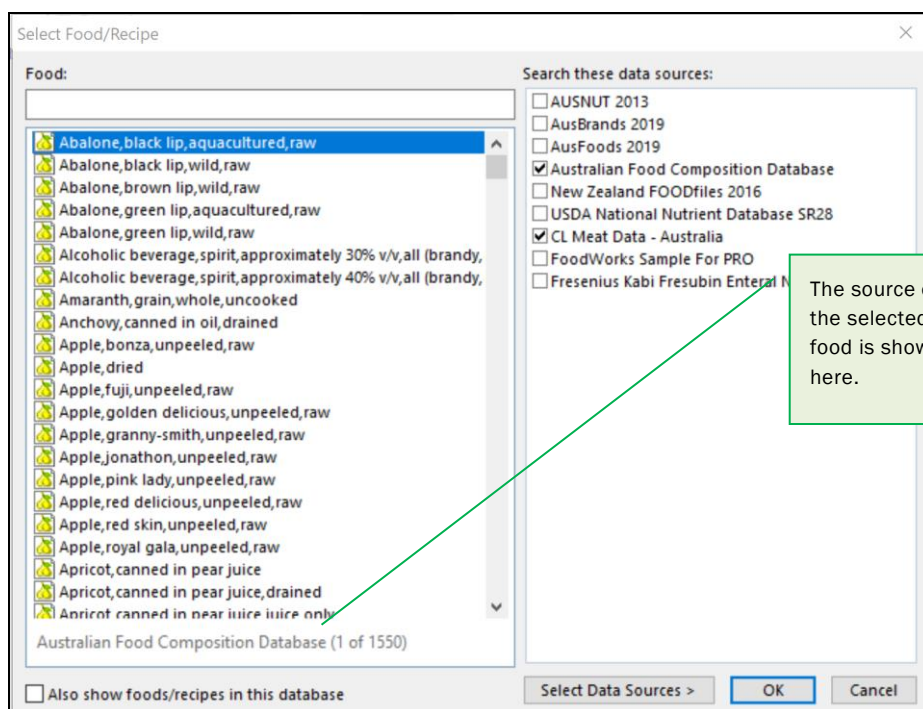 Select Food/Recipe
Food:
Abalone,black lip,aquacultured,raw
Abalone,black lip,wild,raw
Abalone,brown lip,wild,raw
Abalone,green lip,aquacultured,raw
Abalone,green lip,wild,raw
Alcoholic beverage,spirit,approximately 30% v/v,all (brandy,
Alcoholic beverage,spirit,approximately 40% v/v,all (brandy,
Amaranth,grain,whole,uncooked
Anchovy,canned in oil,drained
Apple,bonza,unpeeled,raw
Apple,dried
Apple,fuji,unpeeled,raw
Apple,golden delicious,unpeeled,raw
Apple,granny-smith,unpeeled,raw
Apple,jonathon,unpeeled,raw
Apple,pink lady,unpeeled,raw
Apple,red delicious,unpeeled,raw
Apple,red skin,unpeeled,raw
Apple,royal gala,unpeeled,raw
Apricot,canned in pear juice
Apricot,canned in pear juice,drained
Apricot canned in pear juice juice only
Australian Food Composition Database (1 of 1550)
Also show foods/recipes in this database
Search these data sources:
AUSNUT 2013
AusBrands 2019
AusFoods 2019
Australian Food Composition Database
New Zealand FOODfiles 2016
USDA National Nutrient Database SR28
CL Meat Data - Australia
FoodWorks Sample For PRO
Fresenius Kabi Fresubin Enteral N
The source
the selected
food is show
here.
Select Data Sources >
OK
Cancel